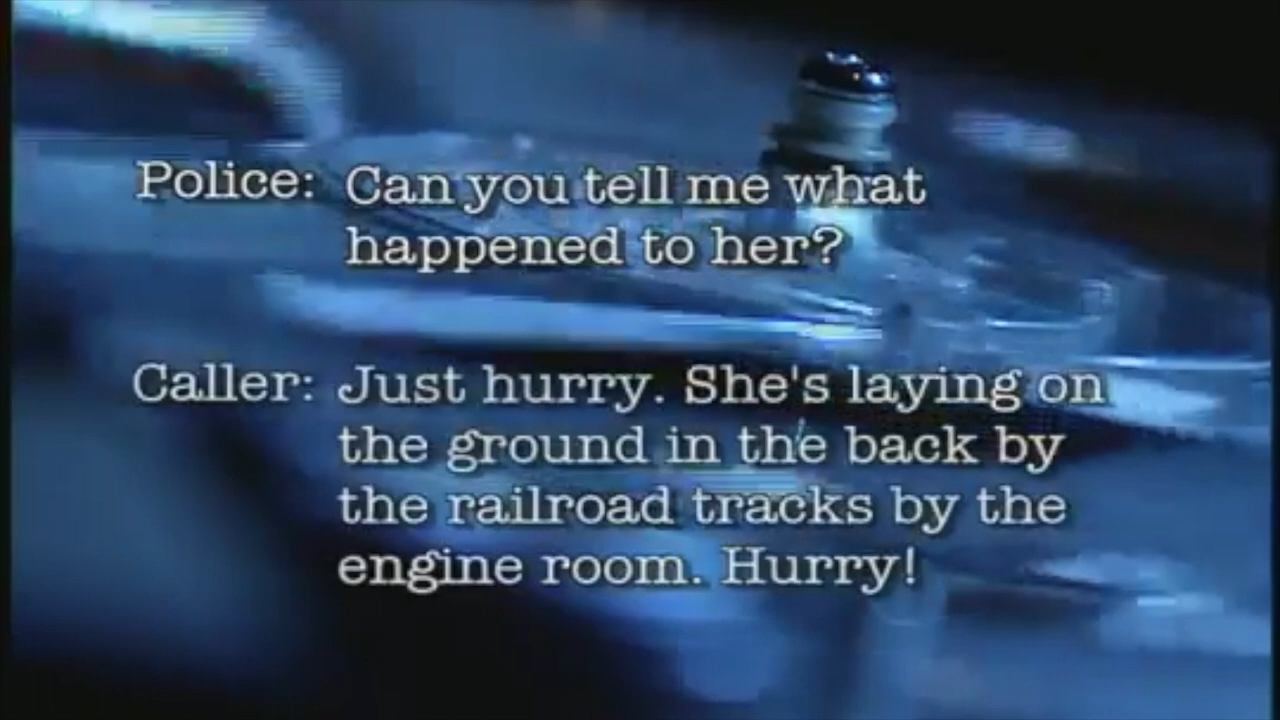 Police: Can you tell me what
happened to her?
Caller: Just hurry. She's laying on
the ground in the back by
the railroad tracks by the
engine room. Hurry!